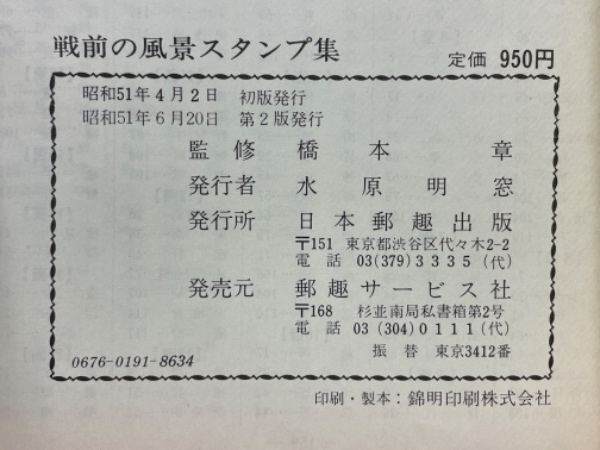 戦前の風景スタンプ集 定価 950円
昭和51年4月2日 初版発行
昭和51年6月20日 第2版発行
監修 橋本章
発行者 水原明窓
発行所 日本郵趣出版
〒151 東京都渋谷区代々木2-2
電話 03(379)3335(代)
発売元 郵趣サービス社
〒168 杉並南局私書箱第2号
電話 03(304)0111(代)
振替 東京3412番
0676-0191-8634
印刷・製本:錦明印刷株式会社